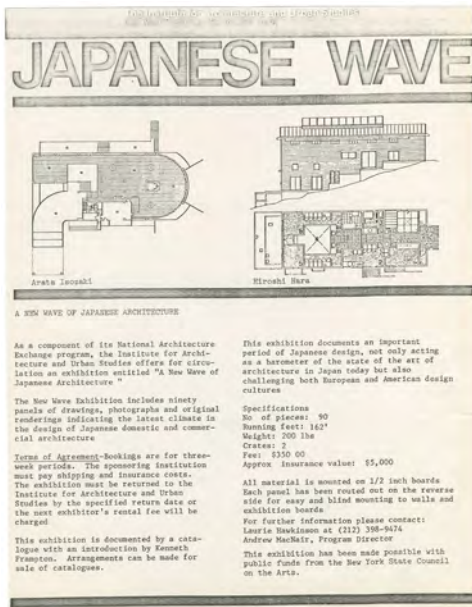 The Institute for Architecture and Urban Studies
JAPANESE WAVE
Arata Isozaki
Hiroshi Hara
A NEW WAVE OF JAPANESE ARCHITECTURE
As a component of its National Architecture
Exchange program, the Institute for Archi-
tecture and Urban Studies offers for circu-
lation an exhibition entitled "A New Wave of
Japanese Architecture "
The New Wave Exhibition includes ninety
panels of drawings, photographs and original
renderings indicating the latest climate in
the design of Japanese domestic and commer-
cial architecture
Terms of Agreement-Bookings are for three-
week periods. The sponsoring institution
must pay shipping and insurance costs.
The exhibition must be returned to the
Institute for Architecture and Urban
Studies by the specified return date or
the next exhibitor's rental fee will be
charged
This exhibition is documented by a cata-
logue with an introduction by Kenneth
Frampton. Arrangements can be made for
sale of catalogues.
This exhibition documents an important
period of Japanese design, not only acting
as a barometer of the state of the art of
architecture in Japan today but also
challenging both European and American design
cultures
Specifications
No of pieces: 90
Running feet: 162'
Weight: 200 lbs
Crates: 2
Fee: $350 00
Approx insurance value: $5,000
All material is mounted on 1/2 inch boards
Each panel has been routed out on the reverse
side for easy and blind mounting to walls and
exhibition boards
For further information please contact:
Laurie Hawkinson at (212) 398-9474
Andrew MacNair, Program Director
This exhibition has been made possible with
public funds from the New York State Council
on the Arts.